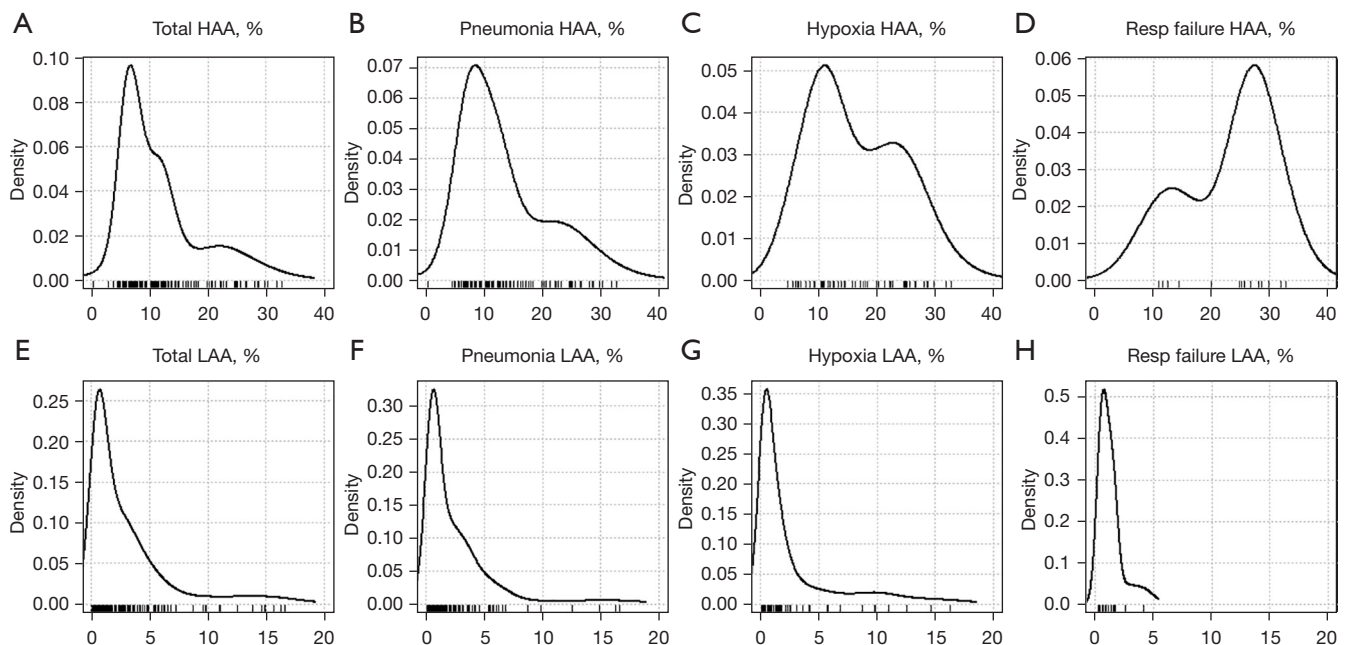 A Total HAA, %
Density
0.10
0.08
0.06
0.04
0.02
0.00
0 10 20 30 40
B Pneumonia HAA, %
Density
0.07
0.06
0.05
0.04
0.03
0.02
0.01
0.00
0 10 20 30 40
C Hypoxia HAA, %
Density
0.05
0.04
0.03
0.02
0.01
0.00
0 10 20 30 40
D Resp failure HAA, %
Density
0.06
0.05
0.04
0.03
0.02
0.01
0.00
0 10 20 30 40
E Total LAA, %
Density
0.25
0.20
0.15
0.10
0.05
0.00
0 5 10 15 20
F Pneumonia LAA, %
Density
0.30
0.25
0.20
0.15
0.10
0.05
0.00
0 5 10 15 20
G Hypoxia LAA, %
Density
0.35
0.30
0.25
0.20
0.15
0.10
0.05
0.00
0 5 10 15 20
H Resp failure LAA, %
Density
0.5
0.4
0.3
0.2
0.1
0.0
0 5 10 15 20